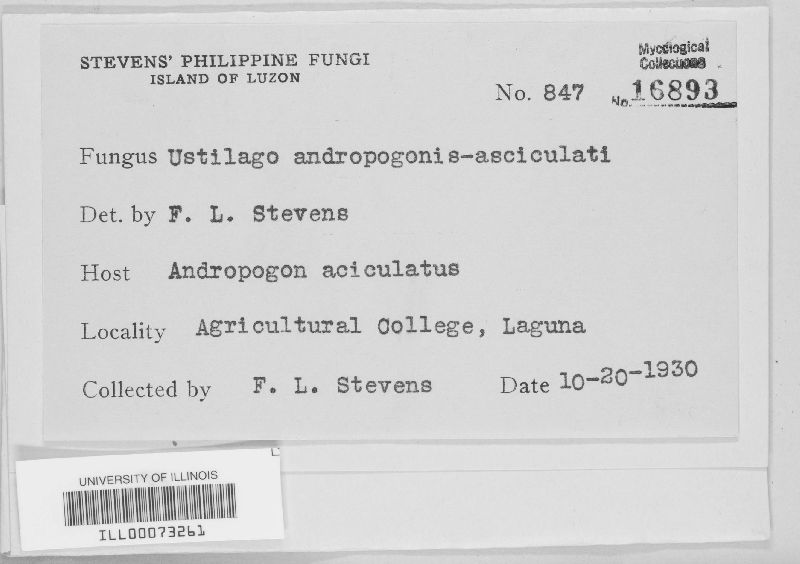 STEVENS' PHILIPPINE FUNGI
ISLAND OF LUZON
Mycological
Collections
No. 847
No. 16893
Fungus Ustilago andropogonis-asciculati
Det. by F. L. Stevens
Host Andropogon aciculatus
Locality Agricultural College, Laguna
Collected by F. L. Stevens Date 10-20-1930
UNIVERSITY OF ILLINOIS
ILL00073261